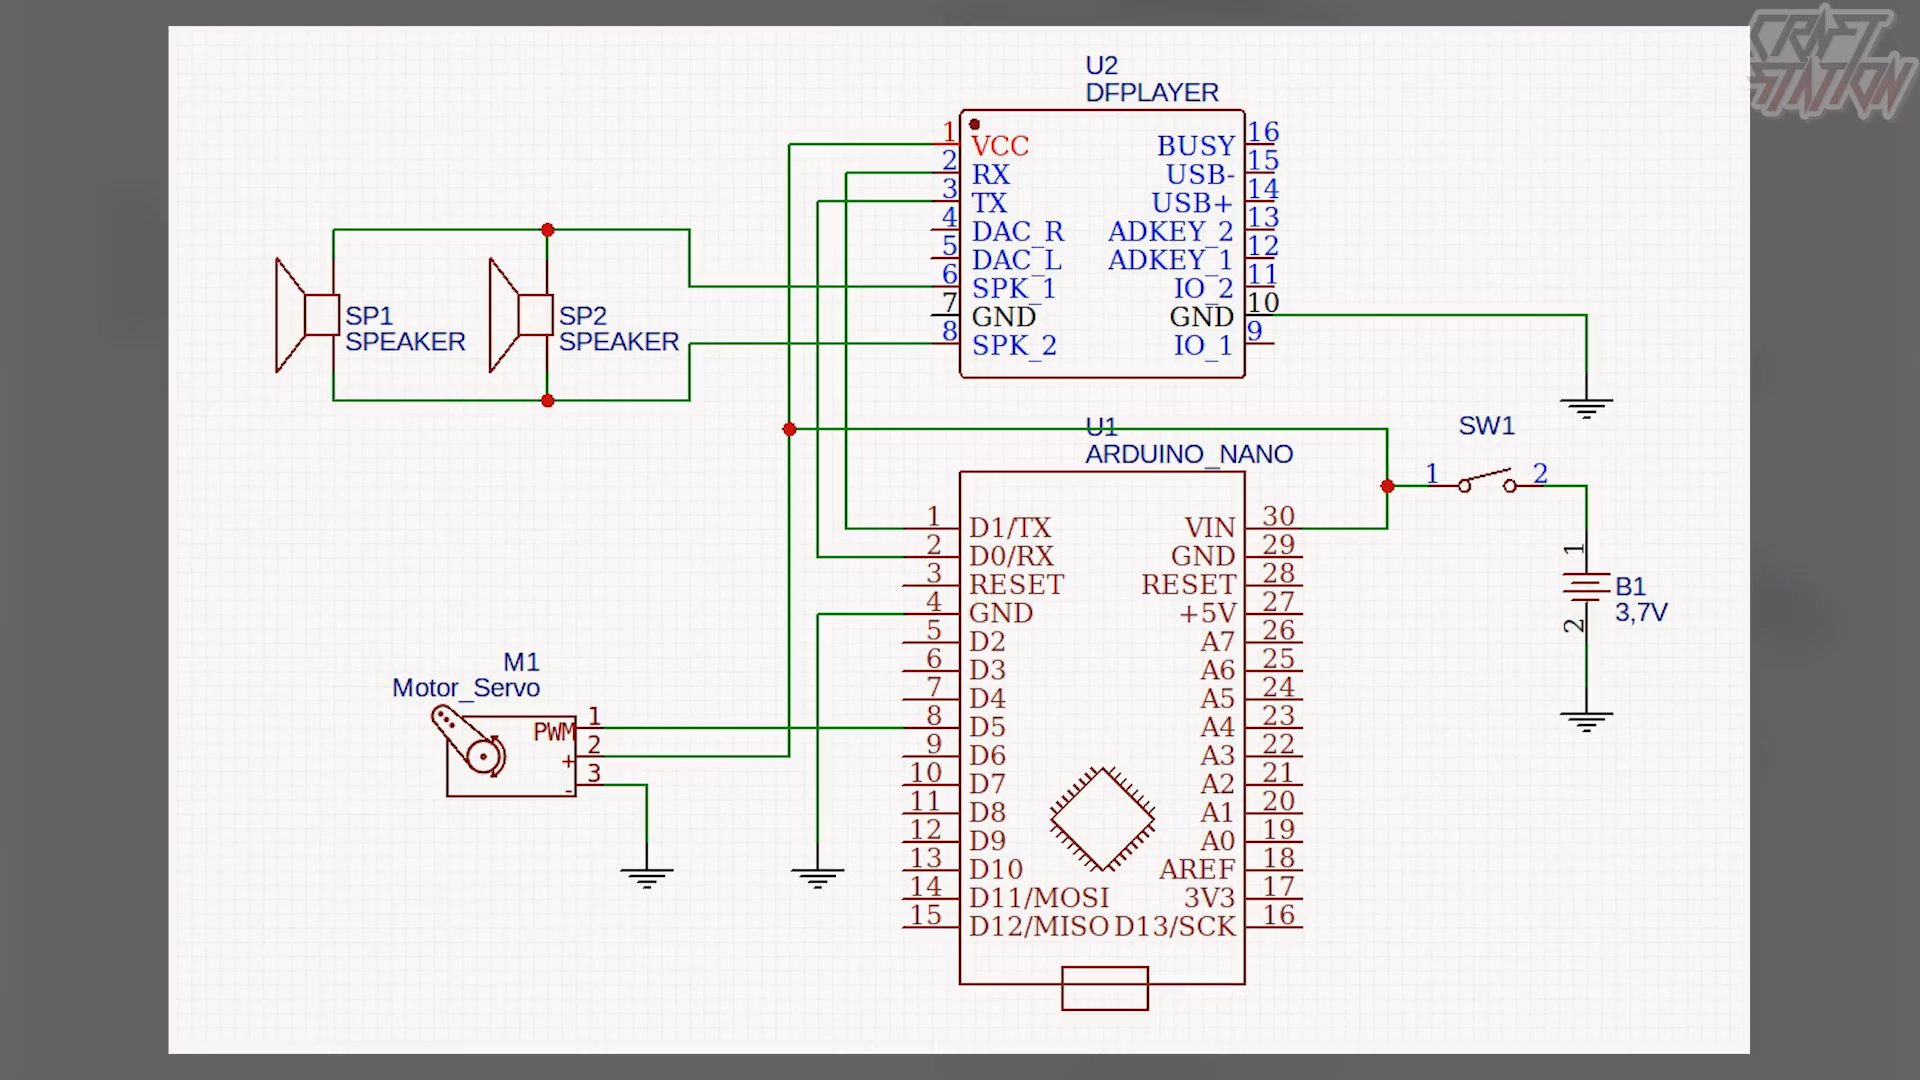 CRAFT
STATION
U2
DFPLAYER
1 VCC BUSY 16
2 RX USB- 15
3 TX USB+ 14
4 DAC_R ADKEY_2 13
5 DAC_L ADKEY_1 12
6 SPK_1 IO_2 11
7 GND GND 10
8 SPK_2 IO_1 9
SP1
SPEAKER
SP2
SPEAKER
SW1
1 2
U1
ARDUINO_NANO
1 D1/TX VIN 30
2 D0/RX GND 29
3 RESET RESET 28
4 GND +5V 27
5 D2 A7 26
6 D3 A6 25
7 D4 A5 24
8 D5 A4 23
9 D6 A3 22
10 D7 A2 21
11 D8 A1 20
12 D9 A0 19
13 D10 AREF 18
14 D11/MOSI 3V3 17
15 D12/MISO D13/SCK 16
1
B1
3,7V
2
M1
Motor_Servo
PWM 1
+ 2
- 3